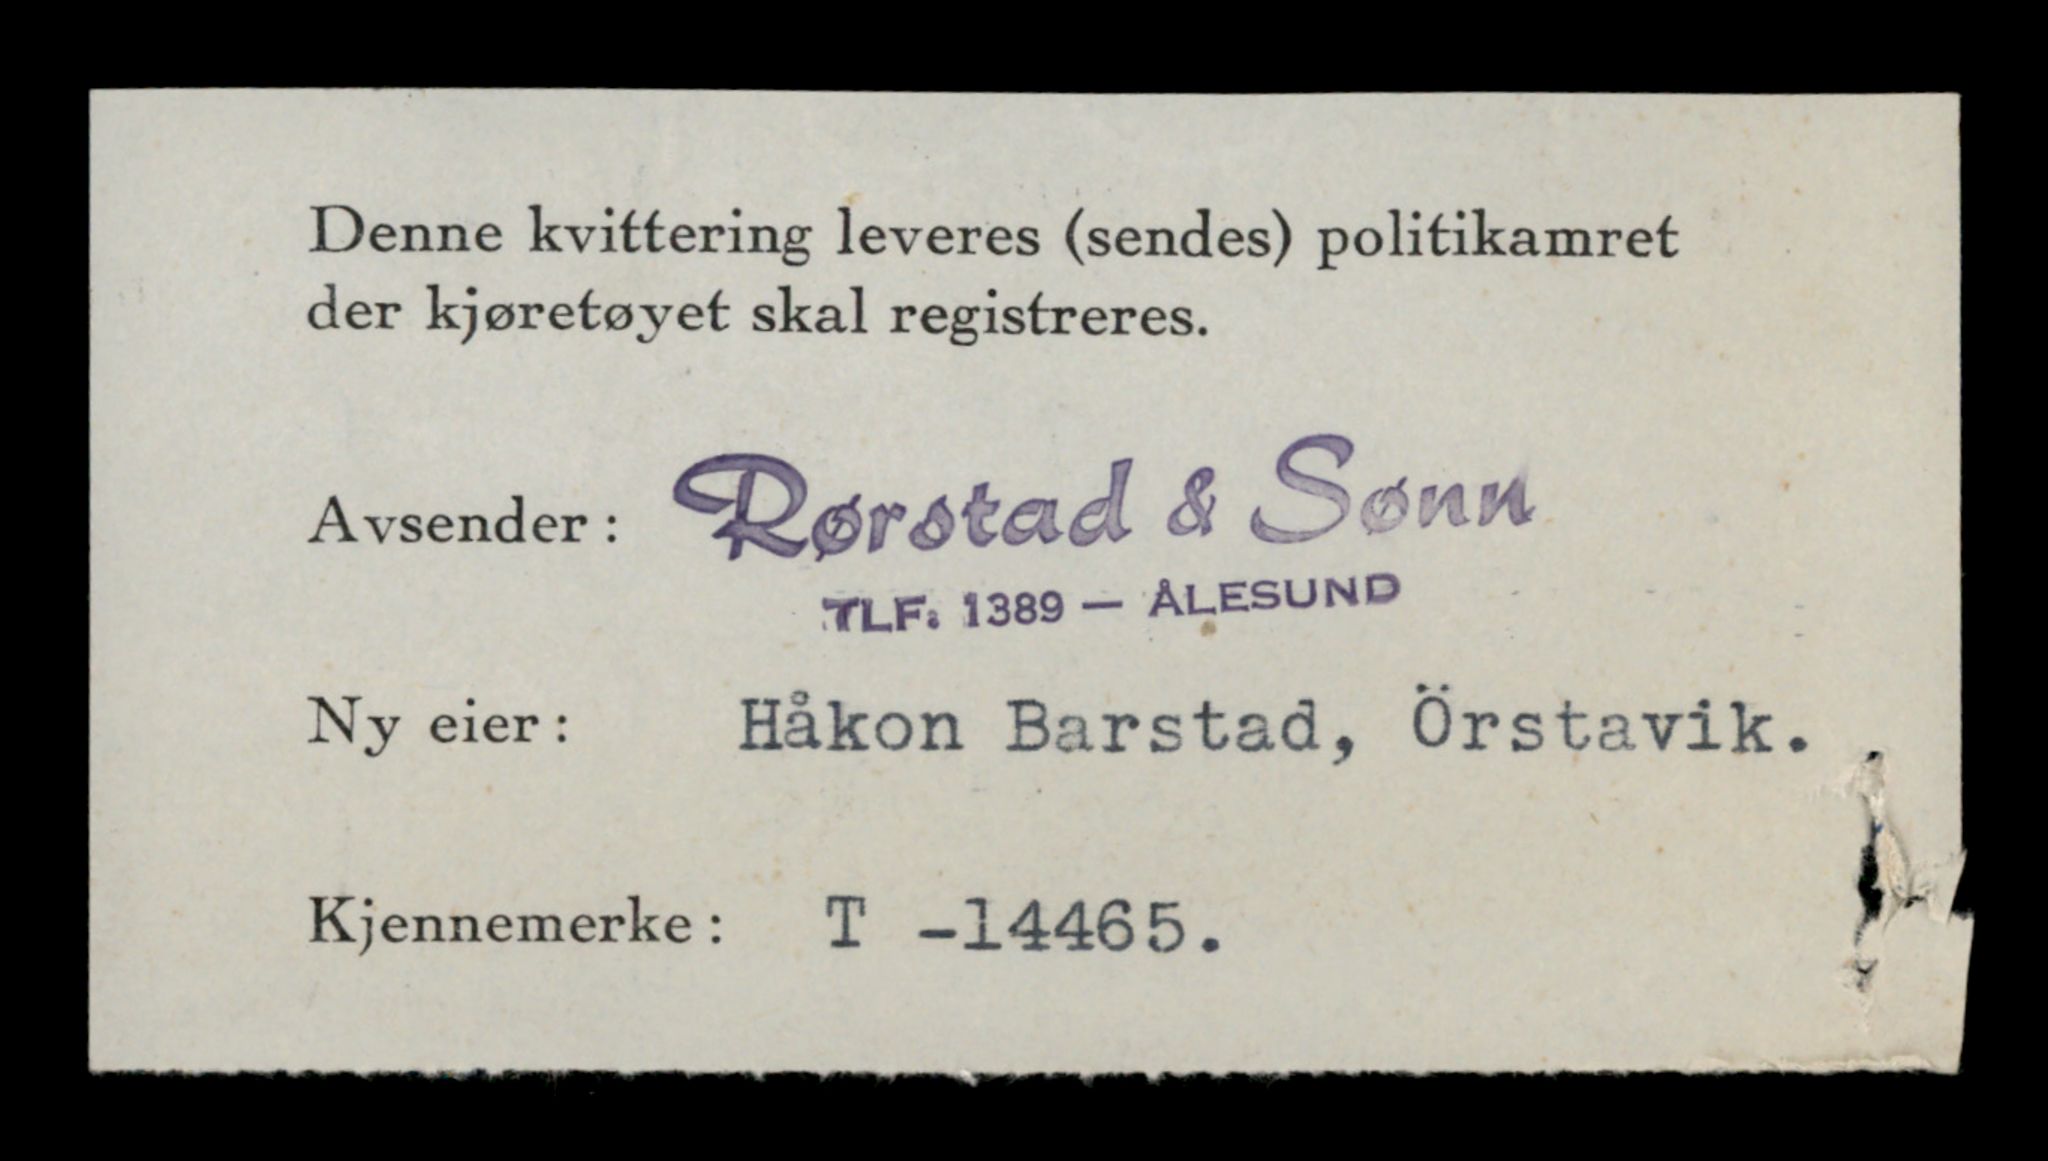 Denne kvittering leveres (sendes) politikamret
der kjøretøyet skal registreres.
Avsender: Rørstad & Sønn
TLF: 1389 — ÅLESUND
Ny eier: Håkon Barstad, Örstavik.
Kjennemerke: T -14465.